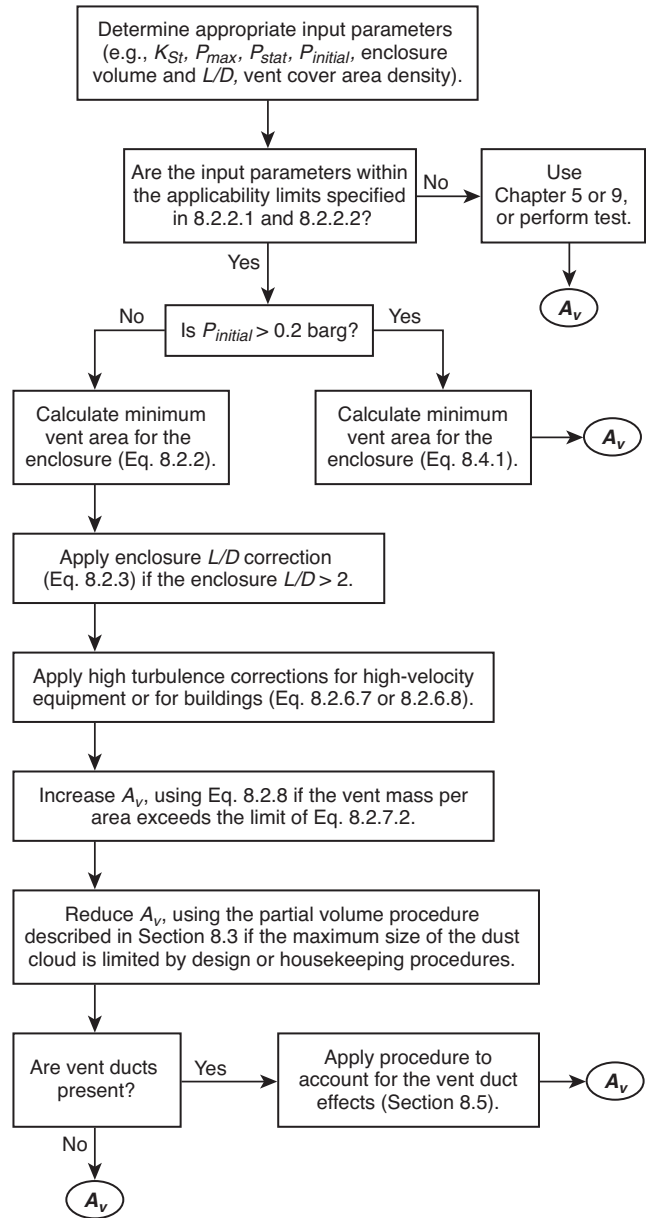 Determine appropriate input parameters
(e.g., K_St, P_max, P_stat, P_initial, enclosure
volume and L/D, vent cover area density).
Are the input parameters within
the applicability limits specified
in 8.2.2.1 and 8.2.2.2?
No
Use
Chapter 5 or 9,
or perform test.
Yes
A_v
No
Is P_initial > 0.2 barg?
Yes
Calculate minimum
vent area for the
enclosure (Eq. 8.2.2).
Calculate minimum
vent area for the
enclosure (Eq. 8.4.1).
A_v
Apply enclosure L/D correction
(Eq. 8.2.3) if the enclosure L/D > 2.
Apply high turbulence corrections for high-velocity
equipment or for buildings (Eq. 8.2.6.7 or 8.2.6.8).
Increase A_v, using Eq. 8.2.8 if the vent mass per
area exceeds the limit of Eq. 8.2.7.2.
Reduce A_v, using the partial volume procedure
described in Section 8.3 if the maximum size of the dust
cloud is limited by design or housekeeping procedures.
Are vent ducts
present?
Yes
Apply procedure to
account for the vent duct
effects (Section 8.5).
A_v
No
A_v